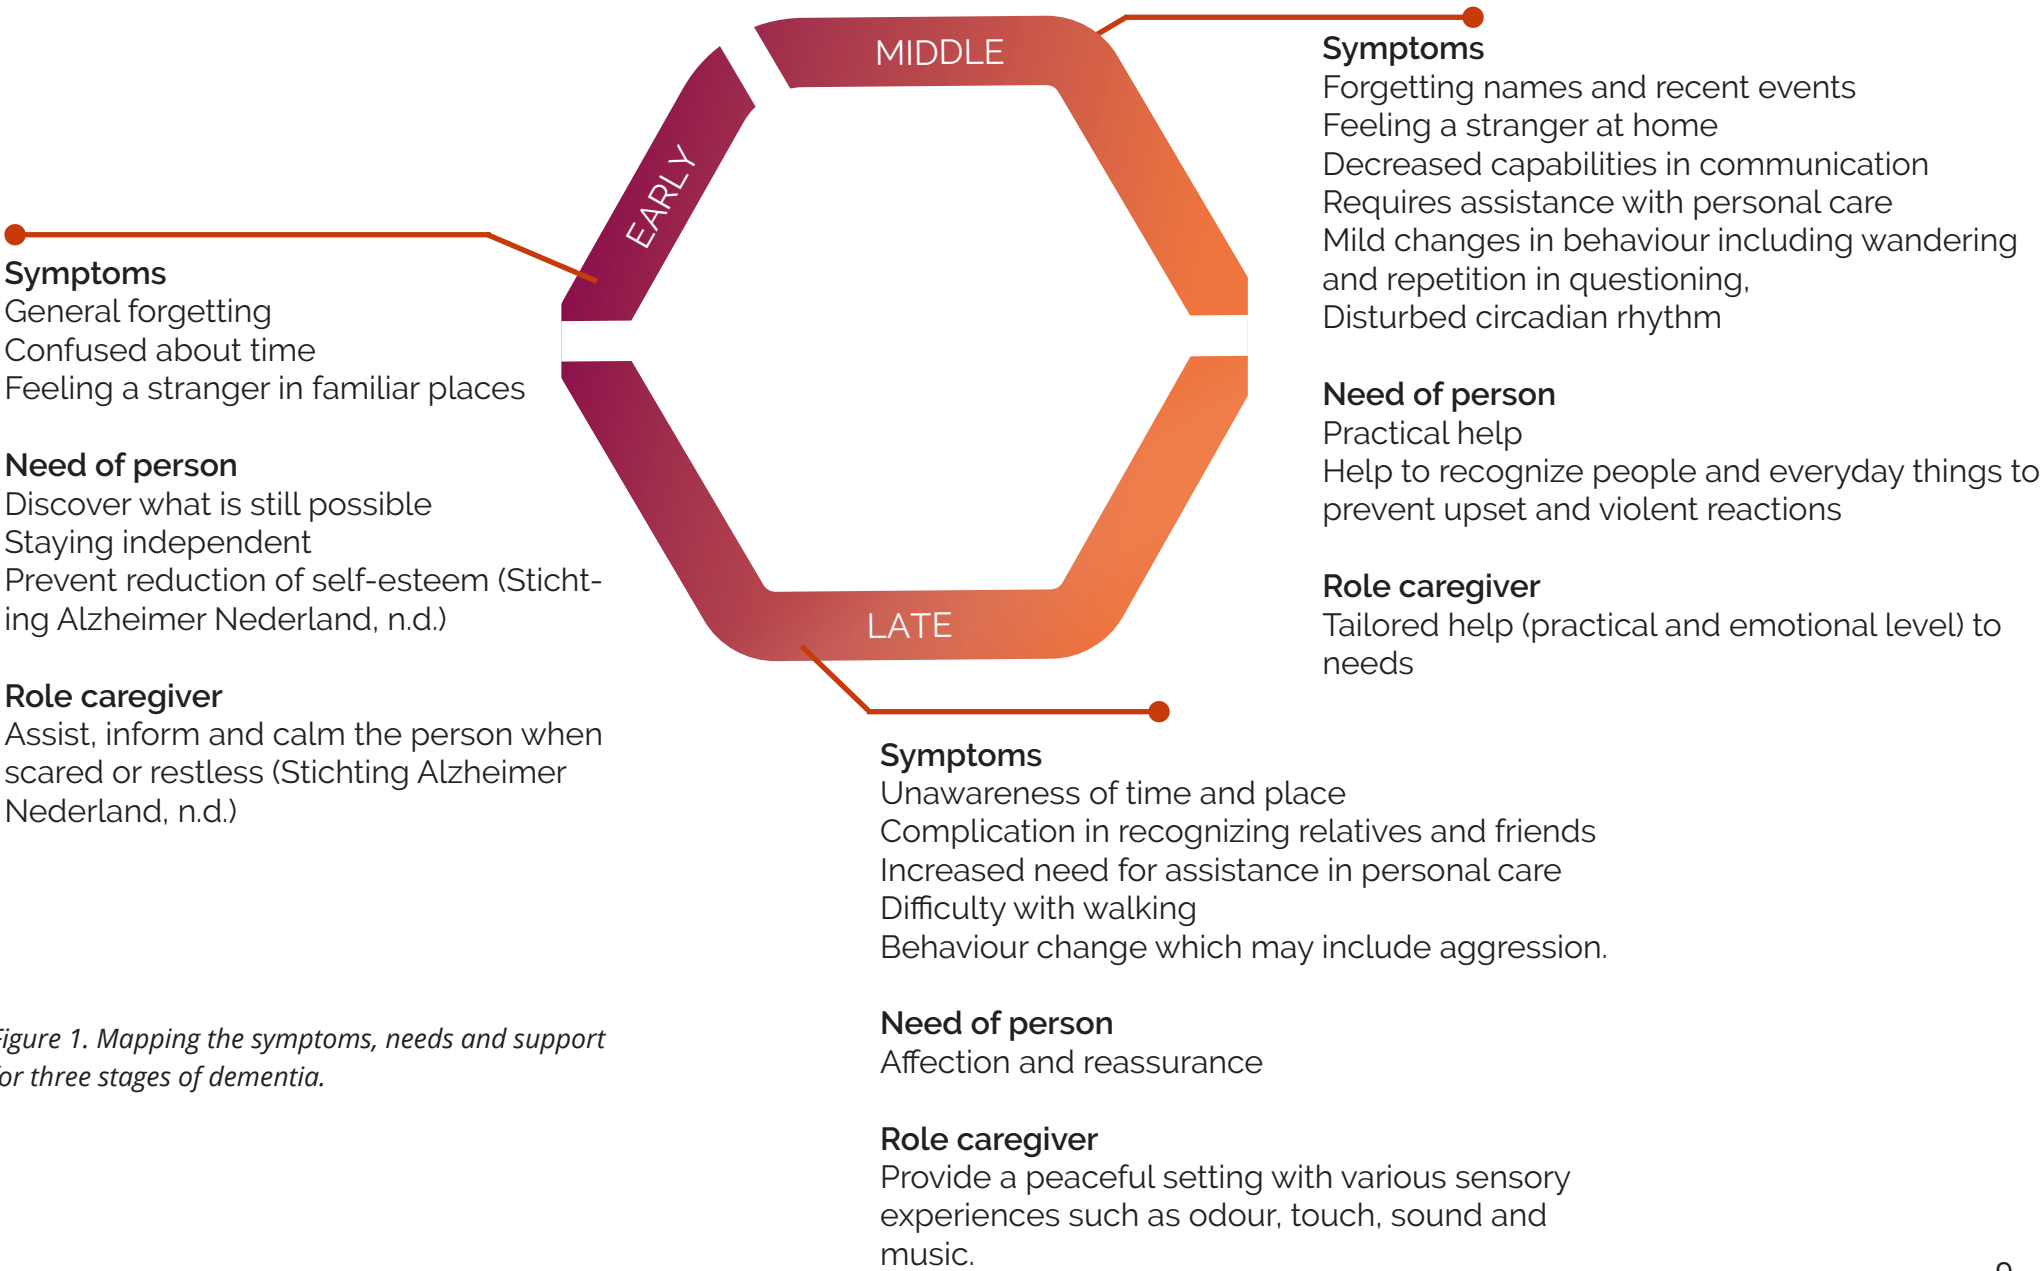 MIDDLE
EARLY
LATE
Symptoms
General forgetting
Confused about time
Feeling a stranger in familiar places
Need of person
Discover what is still possible
Staying independent
Prevent reduction of self-esteem (Sticht-
ing Alzheimer Nederland, n.d.)
Role caregiver
Assist, inform and calm the person when
scared or restless (Stichting Alzheimer
Nederland, n.d.)
Symptoms
Forgetting names and recent events
Feeling a stranger at home
Decreased capabilities in communication
Requires assistance with personal care
Mild changes in behaviour including wandering
and repetition in questioning,
Disturbed circadian rhythm
Need of person
Practical help
Help to recognize people and everyday things to
prevent upset and violent reactions
Role caregiver
Tailored help (practical and emotional level) to
needs
Symptoms
Unawareness of time and place
Complication in recognizing relatives and friends
Increased need for assistance in personal care
Difficulty with walking
Behaviour change which may include aggression.
Need of person
Affection and reassurance
Role caregiver
Provide a peaceful setting with various sensory
experiences such as odour, touch, sound and
music.
Figure 1. Mapping the symptoms, needs and support
for three stages of dementia.